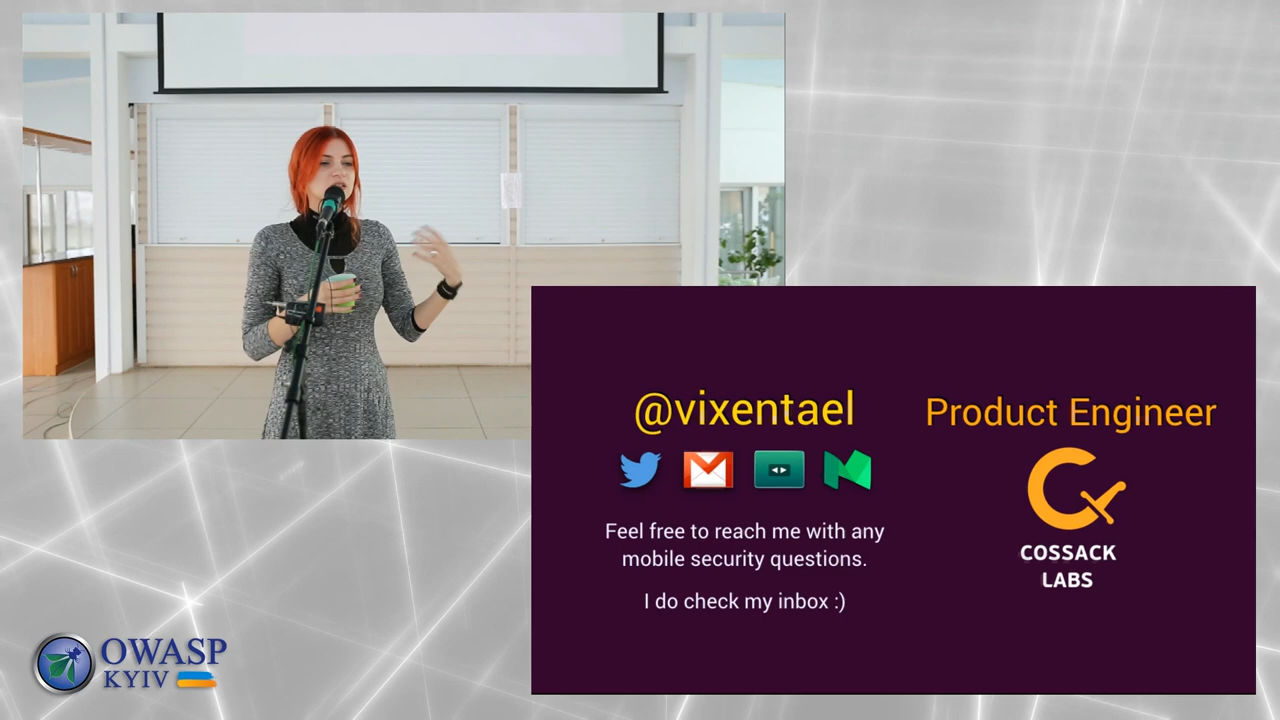 @vixentael
Feel free to reach me with any
mobile security questions.
I do check my inbox :)
Product Engineer
COSSACK
LABS
OWASP
KYIV